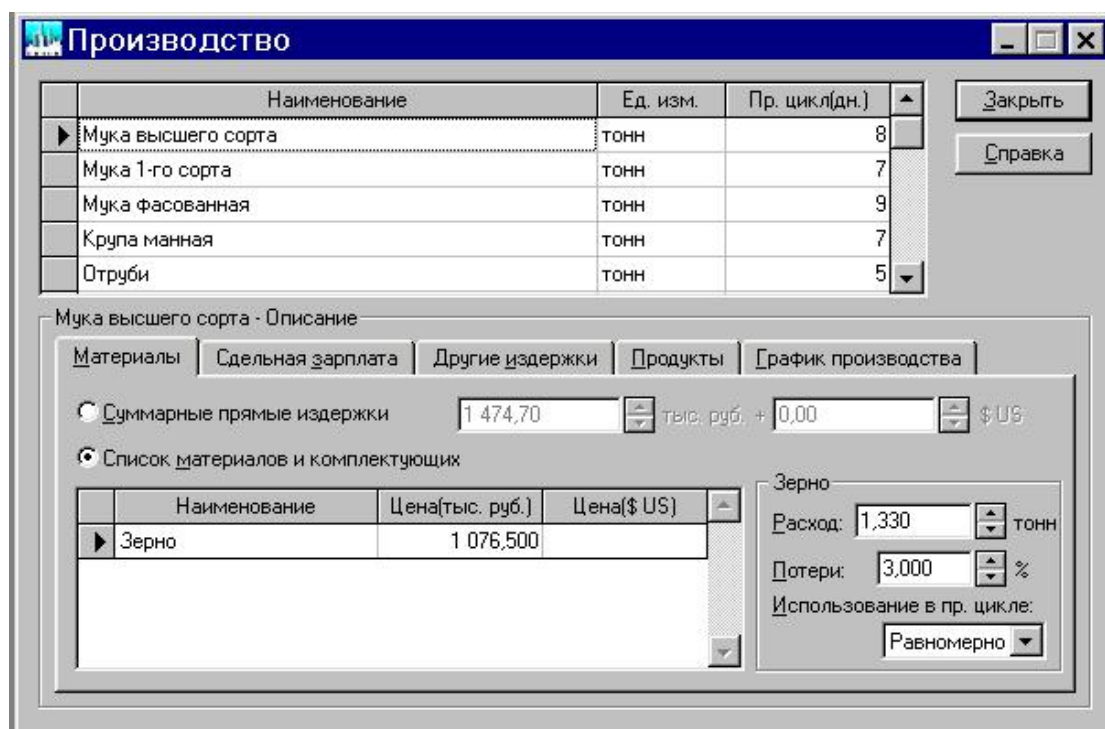 Производство
Наименование Ед. изм. Пр. цикл(дн.)
Закрыть
Мука высшего сорта тонн 8
Справка
Мука 1-го сорта тонн 7
Мука фасованная тонн 9
Крупа манная тонн 7
Отруби тонн 5
Мука высшего сорта - Описание
Материалы Сдельная зарплата Другие издержки Продукты График производства
Суммарные прямые издержки 1 474,70 тыс. руб. + 0,00 $ US
Список материалов и комплектующих
Наименование Цена(тыс. руб.) Цена($ US)
Зерно 1 076,500
Зерно
Расход: 1,330 тонн
Потери: 3,000 %
Использование в пр. цикле:
Равномерно